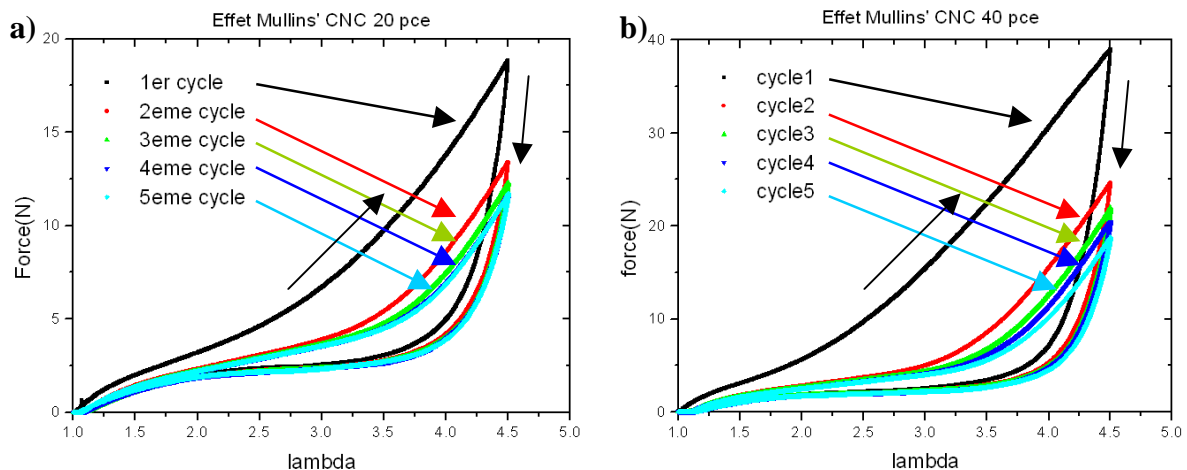 a)
Effet Mullins' CNC 20 pce
20
15
10
5
0
Force(N)
1er cycle
2eme cycle
3eme cycle
4eme cycle
5eme cycle
1.0 1.5 2.0 2.5 3.0 3.5 4.0 4.5 5.0
lambda
b)
Effet Mullins' CNC 40 pce
40
30
20
10
0
force(N)
cycle1
cycle2
cycle3
cycle4
cycle5
1.0 1.5 2.0 2.5 3.0 3.5 4.0 4.5 5.0
lambda